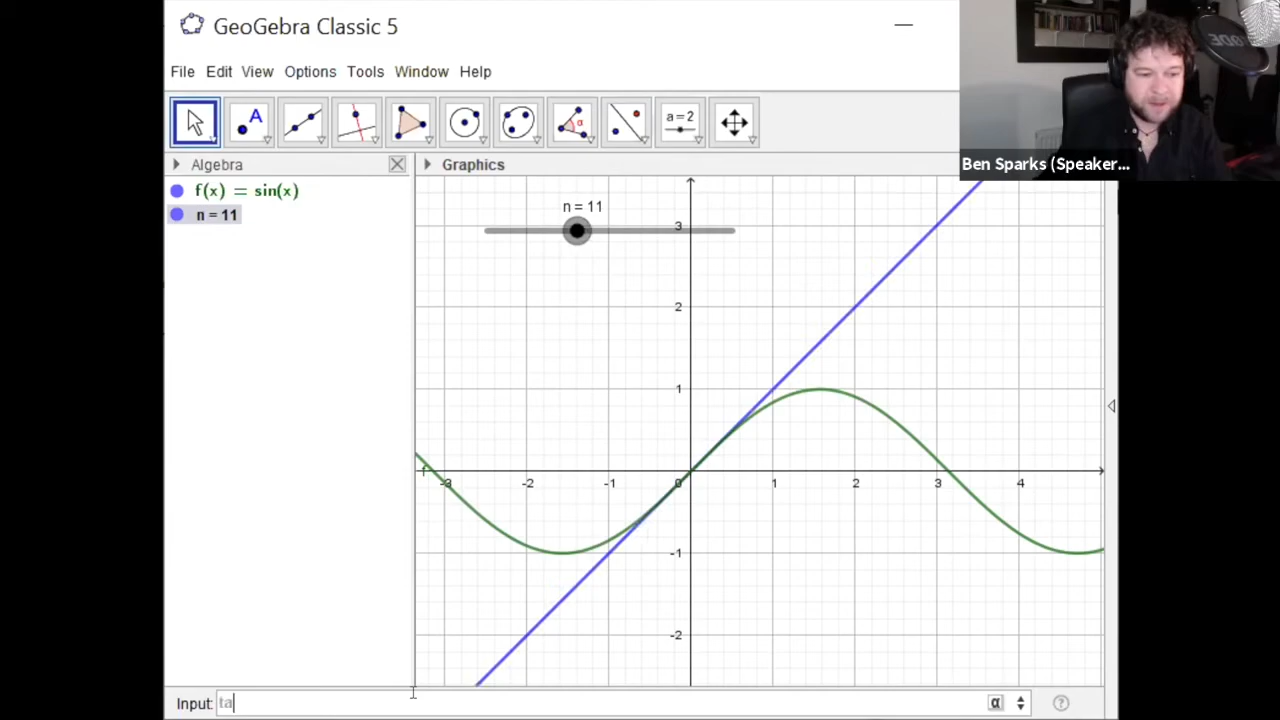 GeoGebra Classic 5
File Edit View Options Tools Window Help
A
α
a = 2
Algebra
Graphics
Ben Sparks (Speaker...
f(x) = sin(x)
n = 11
n = 11
3
2
1
f
-3 -2 -1 0 1 2 3 4
-1
-2
Input: ta
α
?